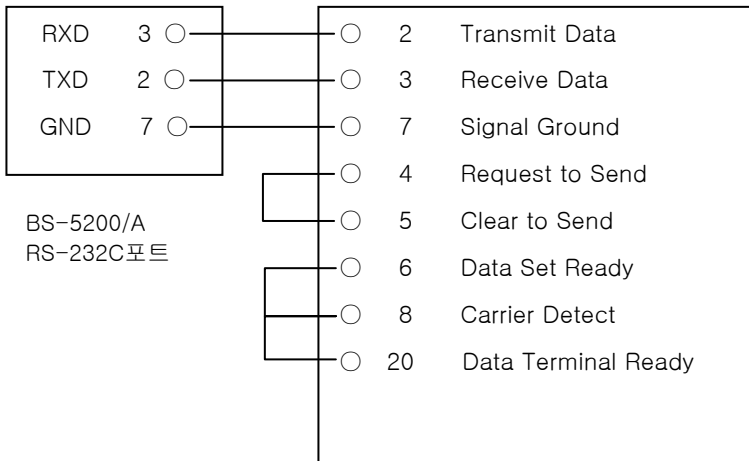 RXD 3 2 Transmit Data
TXD 2 3 Receive Data
GND 7 7 Signal Ground
4 Request to Send
BS-5200/A 5 Clear to Send
RS-232C포트 6 Data Set Ready
8 Carrier Detect
20 Data Terminal Ready